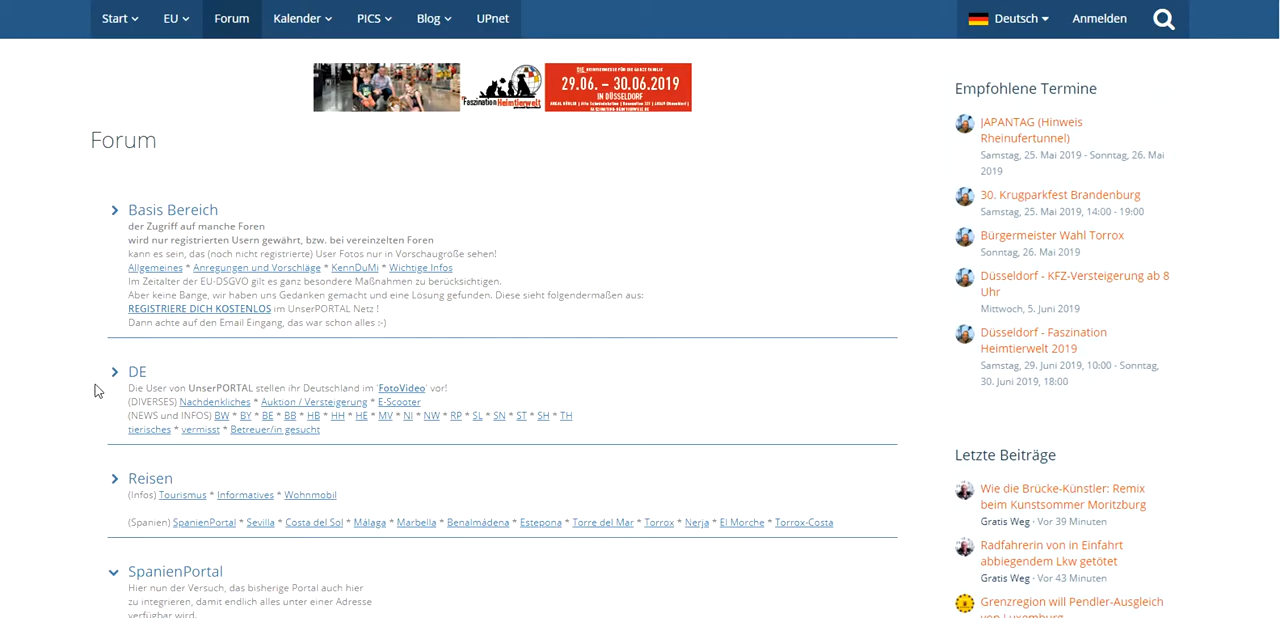 Start EU Forum Kalender PICS Blog UPnet Deutsch Anmelden
Faszination Heimtierwelt
29.06. – 30.06.2019
IN DÜSSELDORF
Forum
Basis Bereich
der Zugriff auf manche Foren
wird nur registrierten Usern gewährt, bzw. bei vereinzelten Foren
kann es sein, das (noch nicht registrierte) User Fotos nur in Vorschaugröße sehen!
Allgemeines * Anregungen und Vorschläge * KennDuMi * Wichtige Infos
Im Zeitalter der EU-DSGVO gilt es ganz besondere Maßnahmen zu berücksichtigen.
Aber keine Bange, wir haben uns Gedanken gemacht und eine Lösung gefunden. Diese sieht folgendermaßen aus:
REGISTRIERE DICH KOSTENLOS im UnserPORTAL Netz !
Dann achte auf den Email Eingang, das war schon alles :-)
DE
Die User von UnserPORTAL stellen ihr Deutschland im 'FotoVideo' vor!
(DIVERSES) Nachdenkliches * Auktion / Versteigerung * E-Scooter
(NEWS und INFOS) BW * BY * BE * BB * HB * HH * HE * MV * NI * NW * RP * SL * SN * ST * SH * TH
tierisches * vermisst * Betreuer/in gesucht
Reisen
(Infos) Tourismus * Informatives * Wohnmobil
(Spanien) SpanienPortal * Sevilla * Costa del Sol * Málaga * Marbella * Benalmádena * Estepona * Torre del Mar * Torrox * Nerja * El Morche * Torrox-Costa
SpanienPortal
Hier nun der Versuch, das bisherige Portal auch hier
zu integrieren, damit endlich alles unter einer Adresse
verfügbar wird.
Empfohlene Termine
JAPANTAG (Hinweis
Rheinufertunnel)
Samstag, 25. Mai 2019 - Sonntag, 26. Mai
2019
30. Krugparkfest Brandenburg
Samstag, 25. Mai 2019, 14:00 - 19:00
Bürgermeister Wahl Torrox
Sonntag, 26. Mai 2019
Düsseldorf - KFZ-Versteigerung ab 8
Uhr
Mittwoch, 5. Juni 2019
Düsseldorf - Faszination
Heimtierwelt 2019
Samstag, 29. Juni 2019, 10:00 - Sonntag,
30. Juni 2019, 18:00
Letzte Beiträge
Wie die Brücke-Künstler: Remix
beim Kunstsommer Moritzburg
Gratis Weg - Vor 39 Minuten
Radfahrerin von in Einfahrt
abbiegendem Lkw getötet
Gratis Weg - Vor 43 Minuten
Grenzregion will Pendler-Ausgleich
von Luxemburg